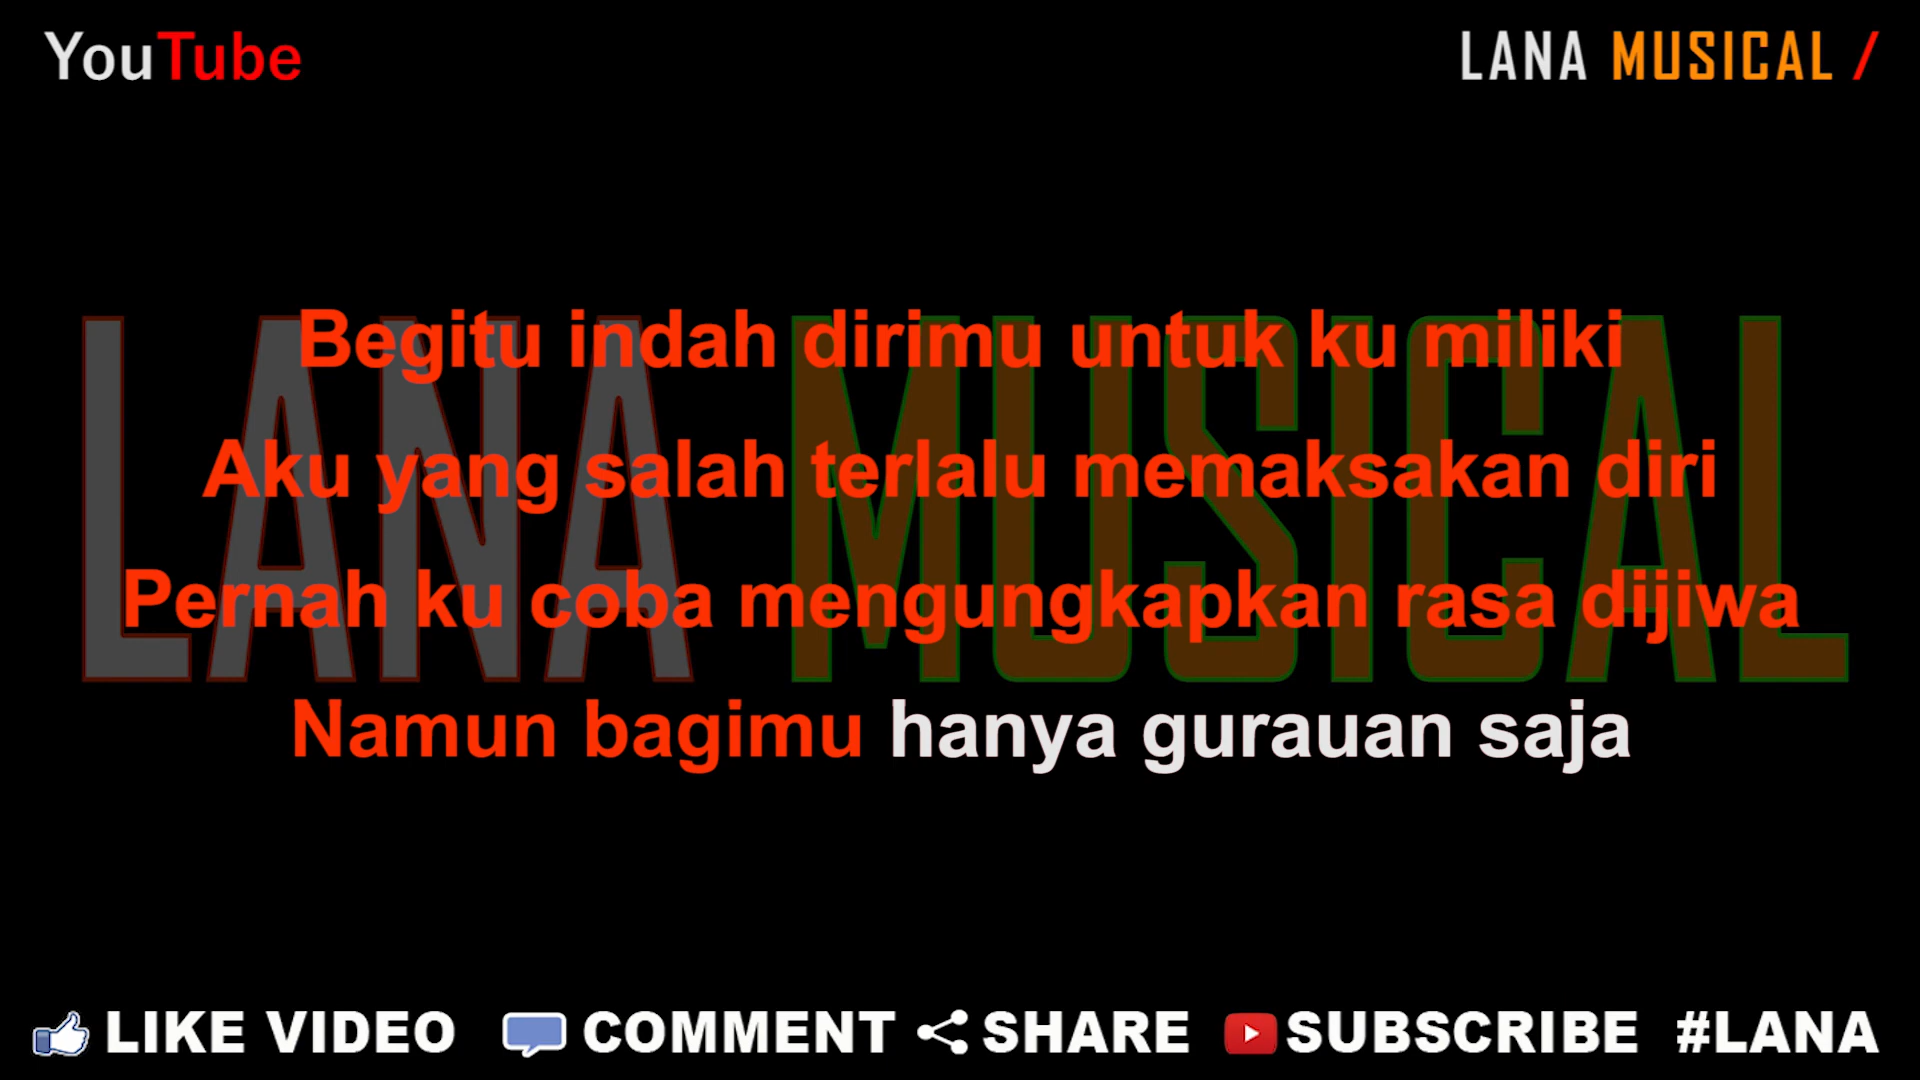 YouTube
LANA MUSICAL /
LANA MUSICAL
Begitu indah dirimu untuk ku miliki
Aku yang salah terlalu memaksakan diri
Pernah ku coba mengungkapkan rasa dijiwa
Namun bagimu hanya gurauan saja
LIKE VIDEO COMMENT SHARE SUBSCRIBE #LANA